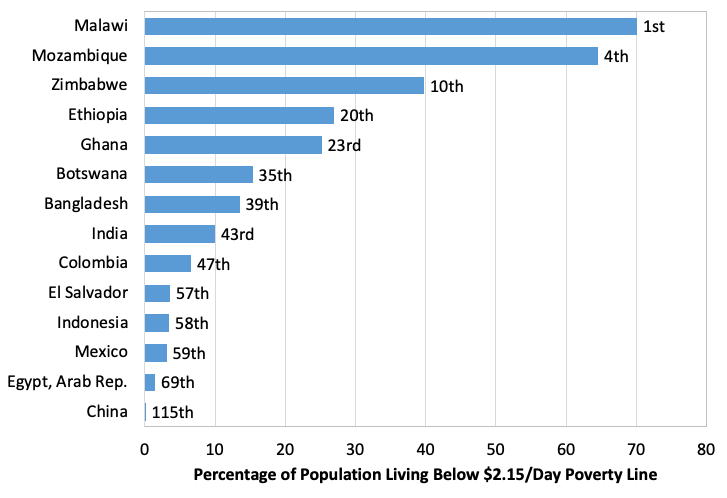 Malawi 1st
Mozambique 4th
Zimbabwe 10th
Ethiopia 20th
Ghana 23rd
Botswana 35th
Bangladesh 39th
India 43rd
Colombia 47th
El Salvador 57th
Indonesia 58th
Mexico 59th
Egypt, Arab Rep. 69th
China 115th
0 10 20 30 40 50 60 70 80
Percentage of Population Living Below $2.15/Day Poverty Line